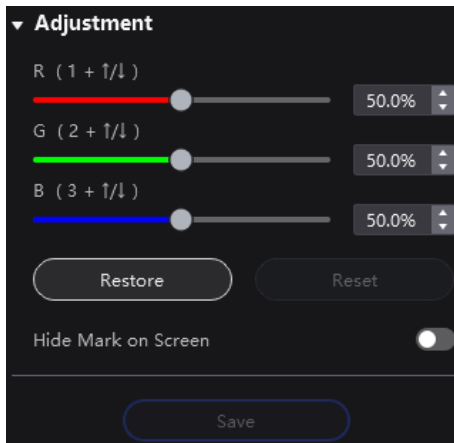 Adjustment
R ( 1 + ↑/↓ )
50.0%
G ( 2 + ↑/↓ )
50.0%
B ( 3 + ↑/↓ )
50.0%
Restore Reset
Hide Mark on Screen
Save